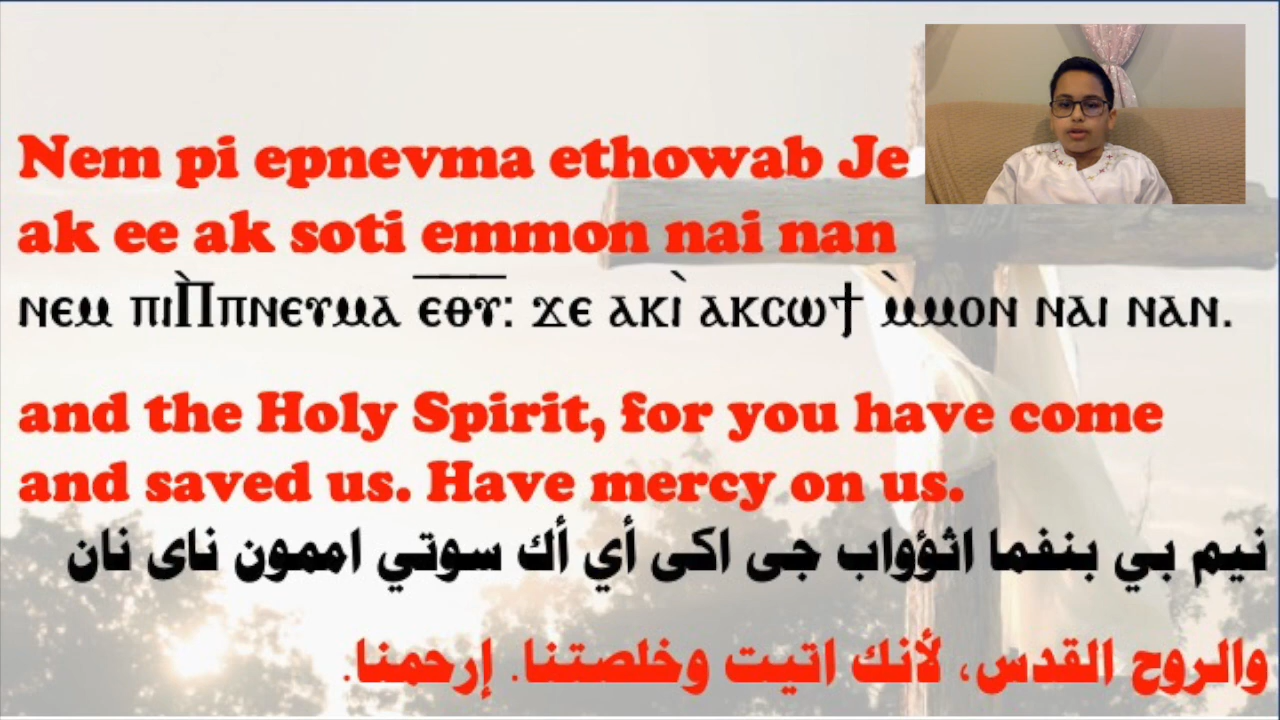 Nem pi epnevma ethowab Je
ak ee ak soti emmon nai nan
ⲛⲉⲙ ⲡⲓⲠ̀ⲡⲛⲉⲩⲙⲁ ⲉ̅ⲑ̅ⲩ̅: ϫⲉ ⲁⲕⲓ̀ ⲁⲕⲥⲱϯ ⲙ̀ⲙⲟⲛ ⲛⲁⲓ ⲛⲁⲛ.
and the Holy Spirit, for you have come
and saved us. Have mercy on us.
نيم بي بنفما اثؤواب جى اكى أي أك سوتي اممون ناى نان
والروح القدس، لأنك اتيت وخلصتنا. إرحمنا.